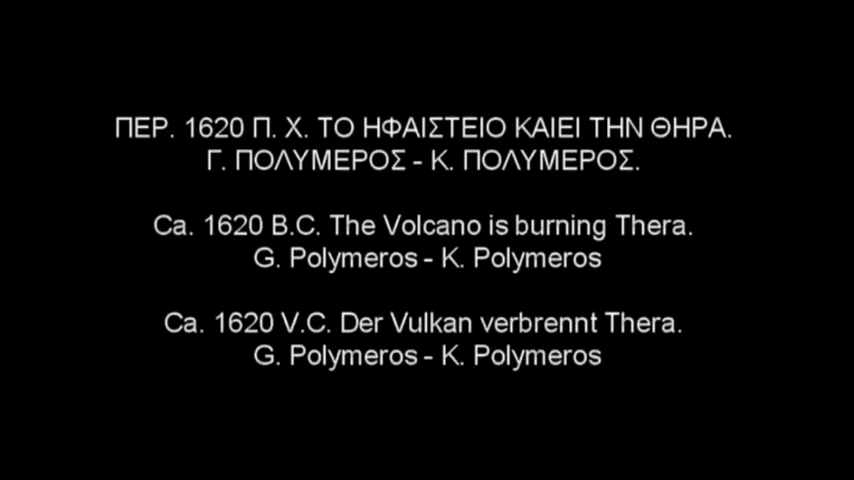 ΠΕΡ. 1620 Π. Χ. ΤΟ ΗΦΑΙΣΤΕΙΟ ΚΑΙΕΙ ΤΗΝ ΘΗΡΑ.
Γ. ΠΟΛΥΜΕΡΟΣ - Κ. ΠΟΛΥΜΕΡΟΣ.
Ca. 1620 B.C. The Volcano is burning Thera.
G. Polymeros - K. Polymeros
Ca. 1620 V.C. Der Vulkan verbrennt Thera.
G. Polymeros - K. Polymeros